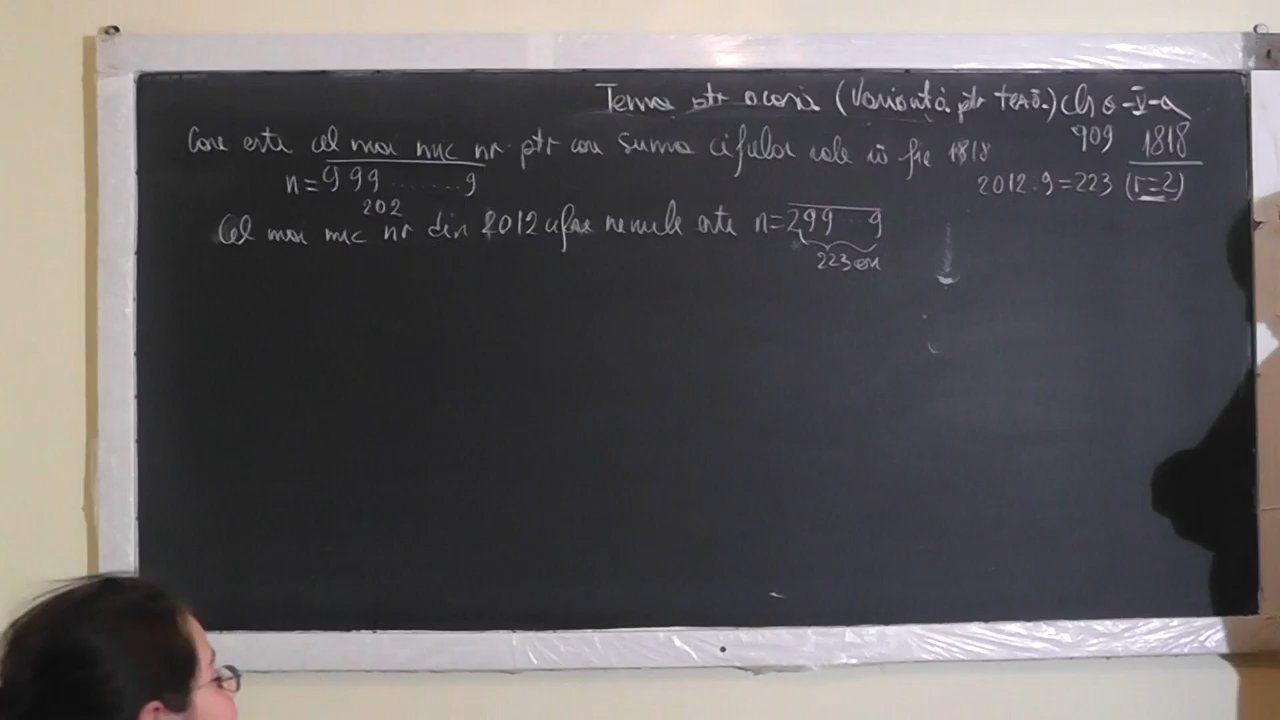 Tema ptr acasă (Variantă ptr teză.) cls a-V-a
Care este cel mai mic nr. ptr care suma cifrelor sale să fie 1818
909 1818
n=999.......9
202
2012:9=223 (r=2)
Cel mai mic nr din 2012 cifre nenule este n=299..9
223 ori